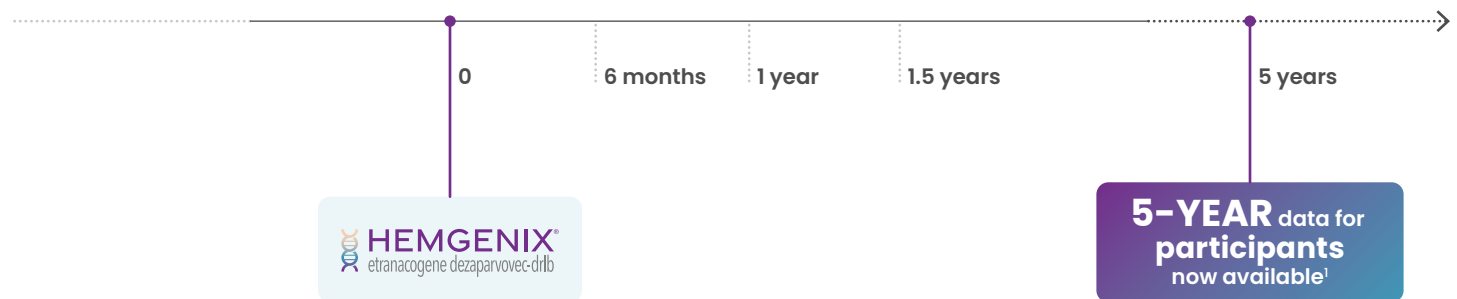 0
6 months
1 year
1.5 years
5 years
HEMGENIX®
etranacogene dezaparvovec-drlb
5-YEAR data for
participants
now available¹